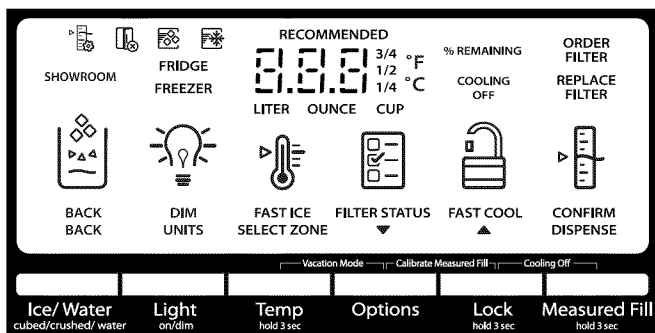 RECOMMENDED
3/4 °F
1/2
1/4 °C
% REMAINING
ORDER
FILTER
SHOWROOM
FRIDGE
FREEZER
COOLING
OFF
REPLACE
FILTER
8.8.8
LITER OUNCE CUP
BACK
BACK
DIM
UNITS
FAST ICE
SELECT ZONE
FILTER STATUS
FAST COOL
CONFIRM
DISPENSE
Vacation Mode
Calibrate Measured Fill
Cooling Off
Ice/ Water
cubed/crushed/ water
Light
on/dim
Temp
hold 3 sec
Options
Lock
hold 3 sec
Measured Fill
hold 3 sec